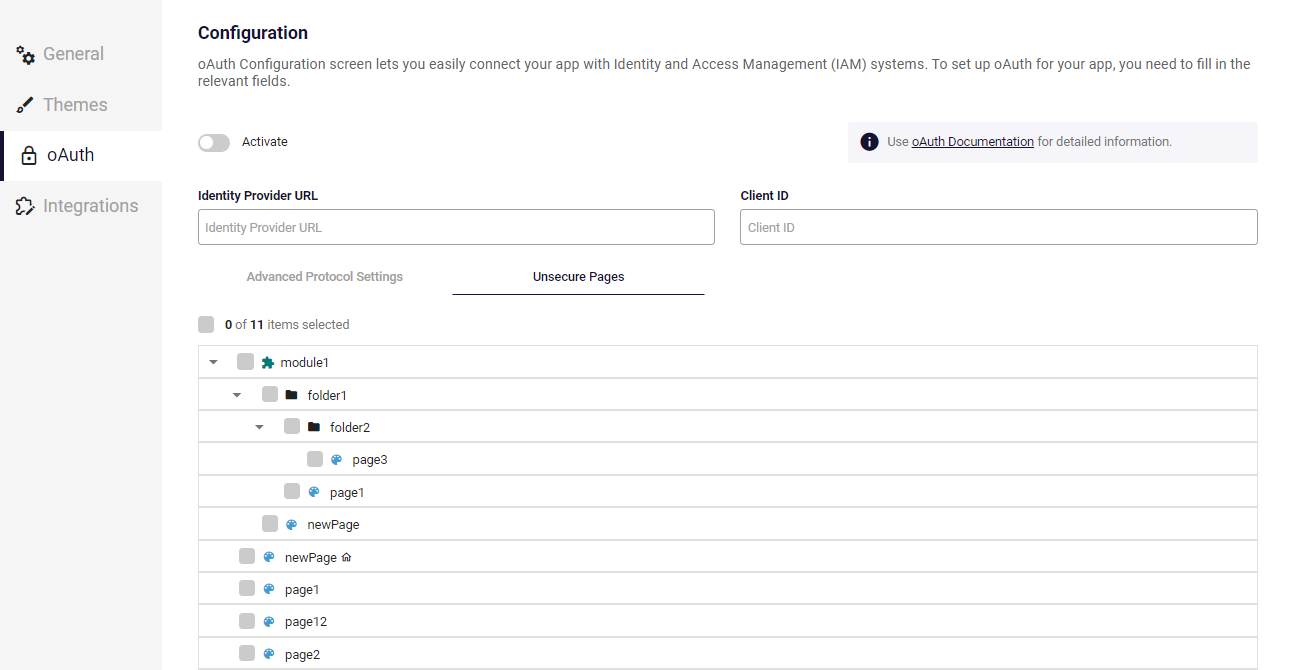 General
Themes
oAuth
Integrations
Configuration
oAuth Configuration screen lets you easily connect your app with Identity and Access Management (IAM) systems. To set up oAuth for your app, you need to fill in the
relevant fields.
Activate
Use oAuth Documentation for detailed information.
Identity Provider URL
Client ID
Identity Provider URL
Client ID
Advanced Protocol Settings
Unsecure Pages
0 of 11 items selected
module1
folder1
folder2
page3
page1
newPage
newPage
page1
page12
page2